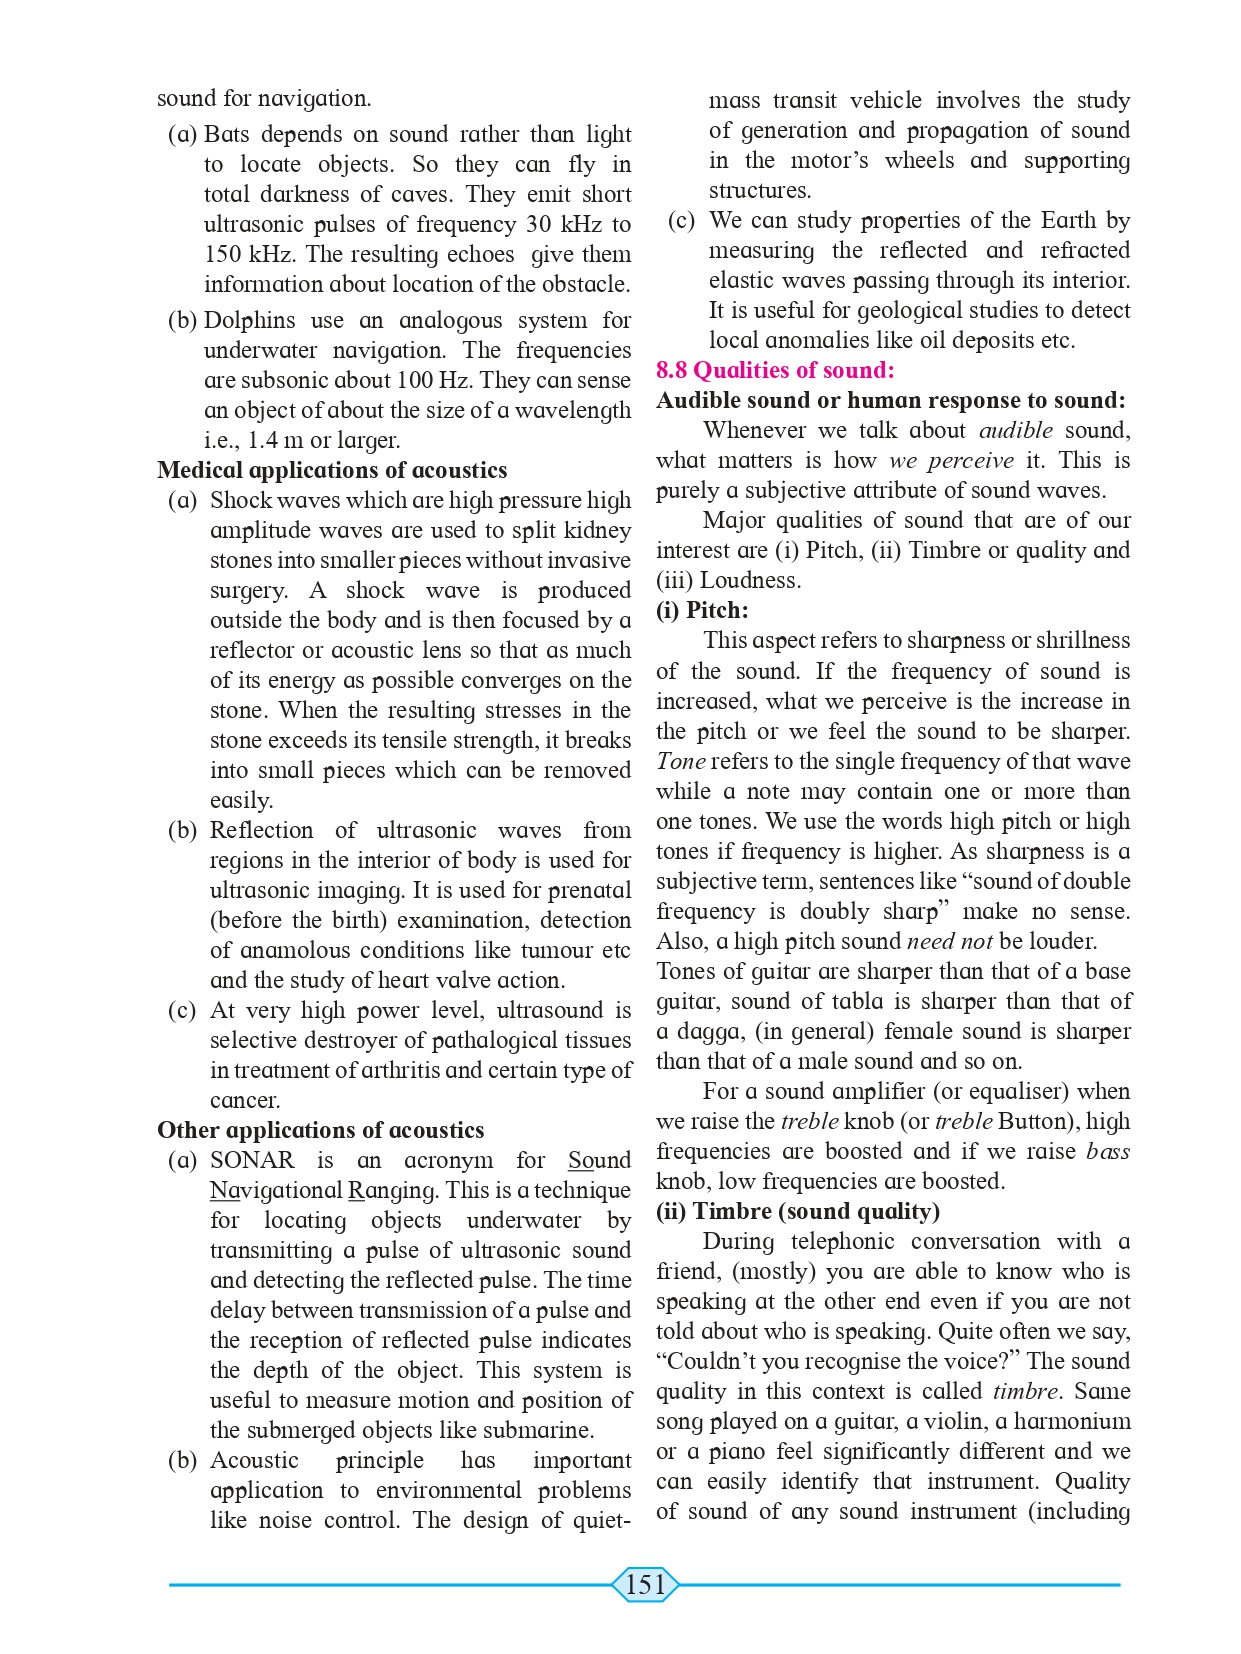 sound for navigation.
(a) Bats depends on sound rather than light
to locate objects. So they can fly in
total darkness of caves. They emit short
ultrasonic pulses of frequency 30 kHz to
150 kHz. The resulting echoes give them
information about location of the obstacle.
(b) Dolphins use an analogous system for
underwater navigation. The frequencies
are subsonic about 100 Hz. They can sense
an object of about the size of a wavelength
i.e., 1.4 m or larger.
Medical applications of acoustics
(a) Shock waves which are high pressure high
amplitude waves are used to split kidney
stones into smaller pieces without invasive
surgery. A shock wave is produced
outside the body and is then focused by a
reflector or acoustic lens so that as much
of its energy as possible converges on the
stone. When the resulting stresses in the
stone exceeds its tensile strength, it breaks
into small pieces which can be removed
easily.
(b) Reflection of ultrasonic waves from
regions in the interior of body is used for
ultrasonic imaging. It is used for prenatal
(before the birth) examination, detection
of anamolous conditions like tumour etc
and the study of heart valve action.
(c) At very high power level, ultrasound is
selective destroyer of pathalogical tissues
in treatment of arthritis and certain type of
cancer.
Other applications of acoustics
(a) SONAR is an acronym for Sound
Navigational Ranging. This is a technique
for locating objects underwater by
transmitting a pulse of ultrasonic sound
and detecting the reflected pulse. The time
delay between transmission of a pulse and
the reception of reflected pulse indicates
the depth of the object. This system is
useful to measure motion and position of
the submerged objects like submarine.
(b) Acoustic principle has important
application to environmental problems
like noise control. The design of quiet-
mass transit vehicle involves the study
of generation and propagation of sound
in the motor’s wheels and supporting
structures.
(c) We can study properties of the Earth by
measuring the reflected and refracted
elastic waves passing through its interior.
It is useful for geological studies to detect
local anomalies like oil deposits etc.
8.8 Qualities of sound:
Audible sound or human response to sound:
Whenever we talk about audible sound,
what matters is how we perceive it. This is
purely a subjective attribute of sound waves.
Major qualities of sound that are of our
interest are (i) Pitch, (ii) Timbre or quality and
(iii) Loudness.
(i) Pitch:
This aspect refers to sharpness or shrillness
of the sound. If the frequency of sound is
increased, what we perceive is the increase in
the pitch or we feel the sound to be sharper.
Tone refers to the single frequency of that wave
while a note may contain one or more than
one tones. We use the words high pitch or high
tones if frequency is higher. As sharpness is a
subjective term, sentences like “sound of double
frequency is doubly sharp” make no sense.
Also, a high pitch sound need not be louder.
Tones of guitar are sharper than that of a base
guitar, sound of tabla is sharper than that of
a dagga, (in general) female sound is sharper
than that of a male sound and so on.
For a sound amplifier (or equaliser) when
we raise the treble knob (or treble Button), high
frequencies are boosted and if we raise bass
knob, low frequencies are boosted.
(ii) Timbre (sound quality)
During telephonic conversation with a
friend, (mostly) you are able to know who is
speaking at the other end even if you are not
told about who is speaking. Quite often we say,
“Couldn’t you recognise the voice?” The sound
quality in this context is called timbre. Same
song played on a guitar, a violin, a harmonium
or a piano feel significantly different and we
can easily identify that instrument. Quality
of sound of any sound instrument (including
151